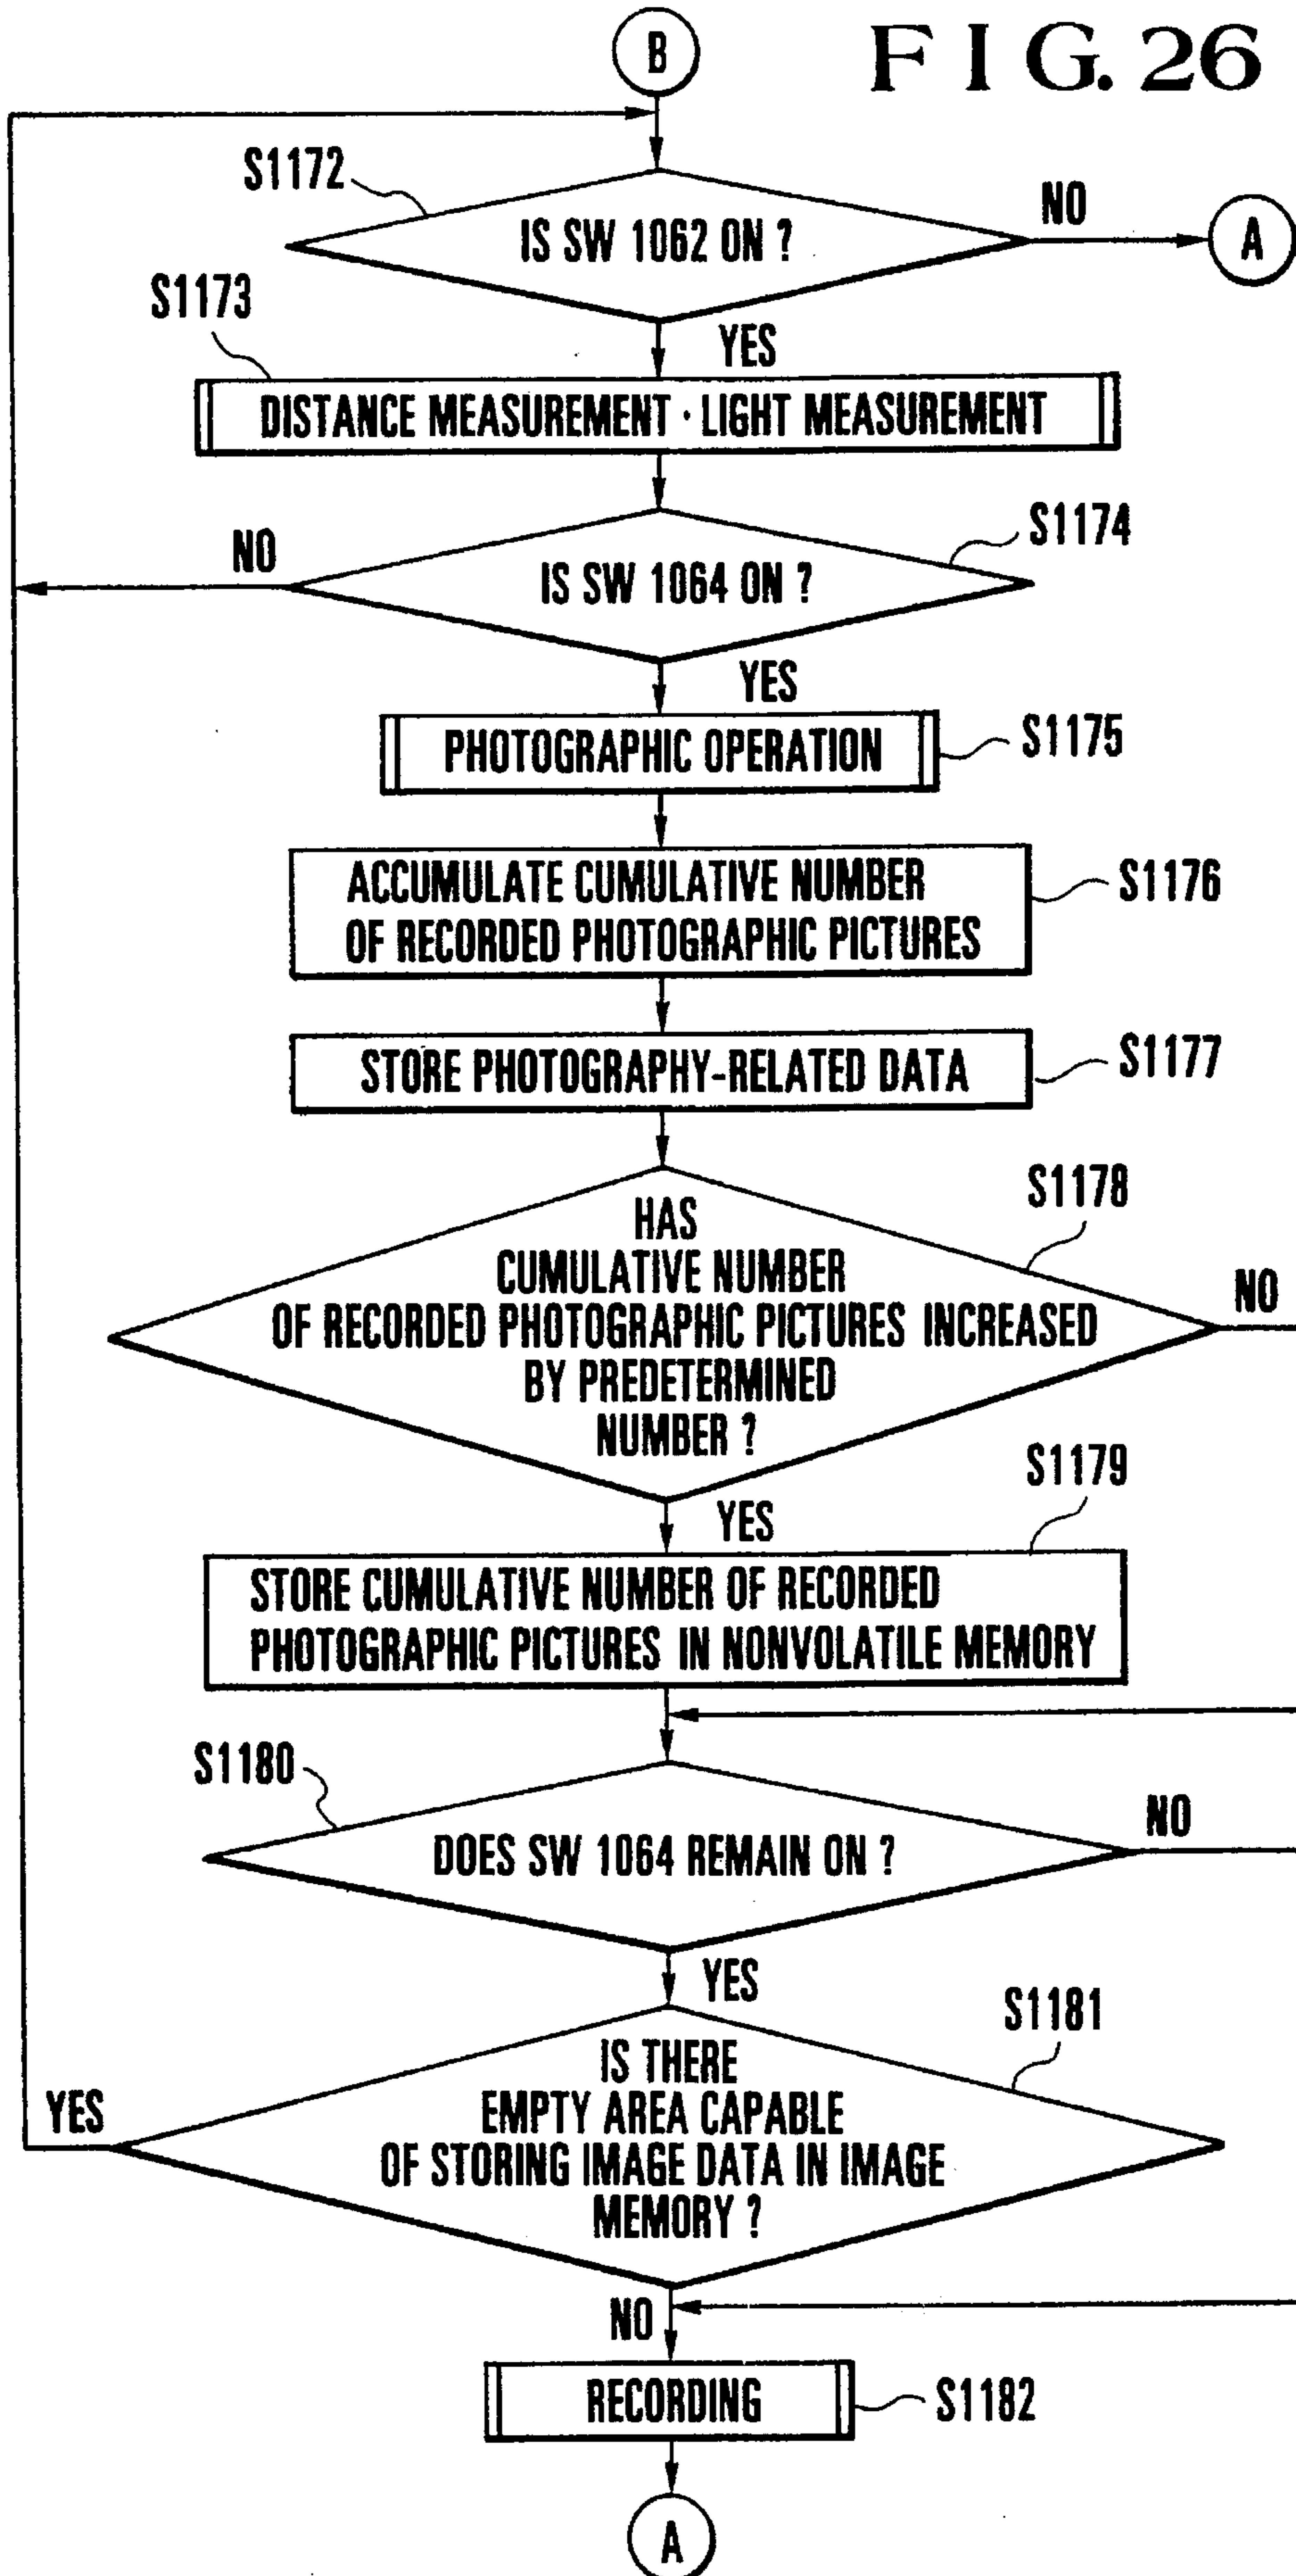 B
FIG. 26
S1172
IS SW 1062 ON ?
NO
A
S1173
YES
DISTANCE MEASUREMENT · LIGHT MEASUREMENT
NO
S1174
IS SW 1064 ON ?
YES
PHOTOGRAPHIC OPERATION
S1175
ACCUMULATE CUMULATIVE NUMBER
OF RECORDED PHOTOGRAPHIC PICTURES
S1176
STORE PHOTOGRAPHY-RELATED DATA
S1177
S1178
HAS
CUMULATIVE NUMBER
OF RECORDED PHOTOGRAPHIC PICTURES INCREASED
BY PREDETERMINED
NUMBER ?
NO
S1179
YES
STORE CUMULATIVE NUMBER OF RECORDED
PHOTOGRAPHIC PICTURES IN NONVOLATILE MEMORY
S1180
DOES SW 1064 REMAIN ON ?
NO
YES
S1181
IS THERE
EMPTY AREA CAPABLE
OF STORING IMAGE DATA IN IMAGE
MEMORY ?
YES
NO
RECORDING
S1182
A